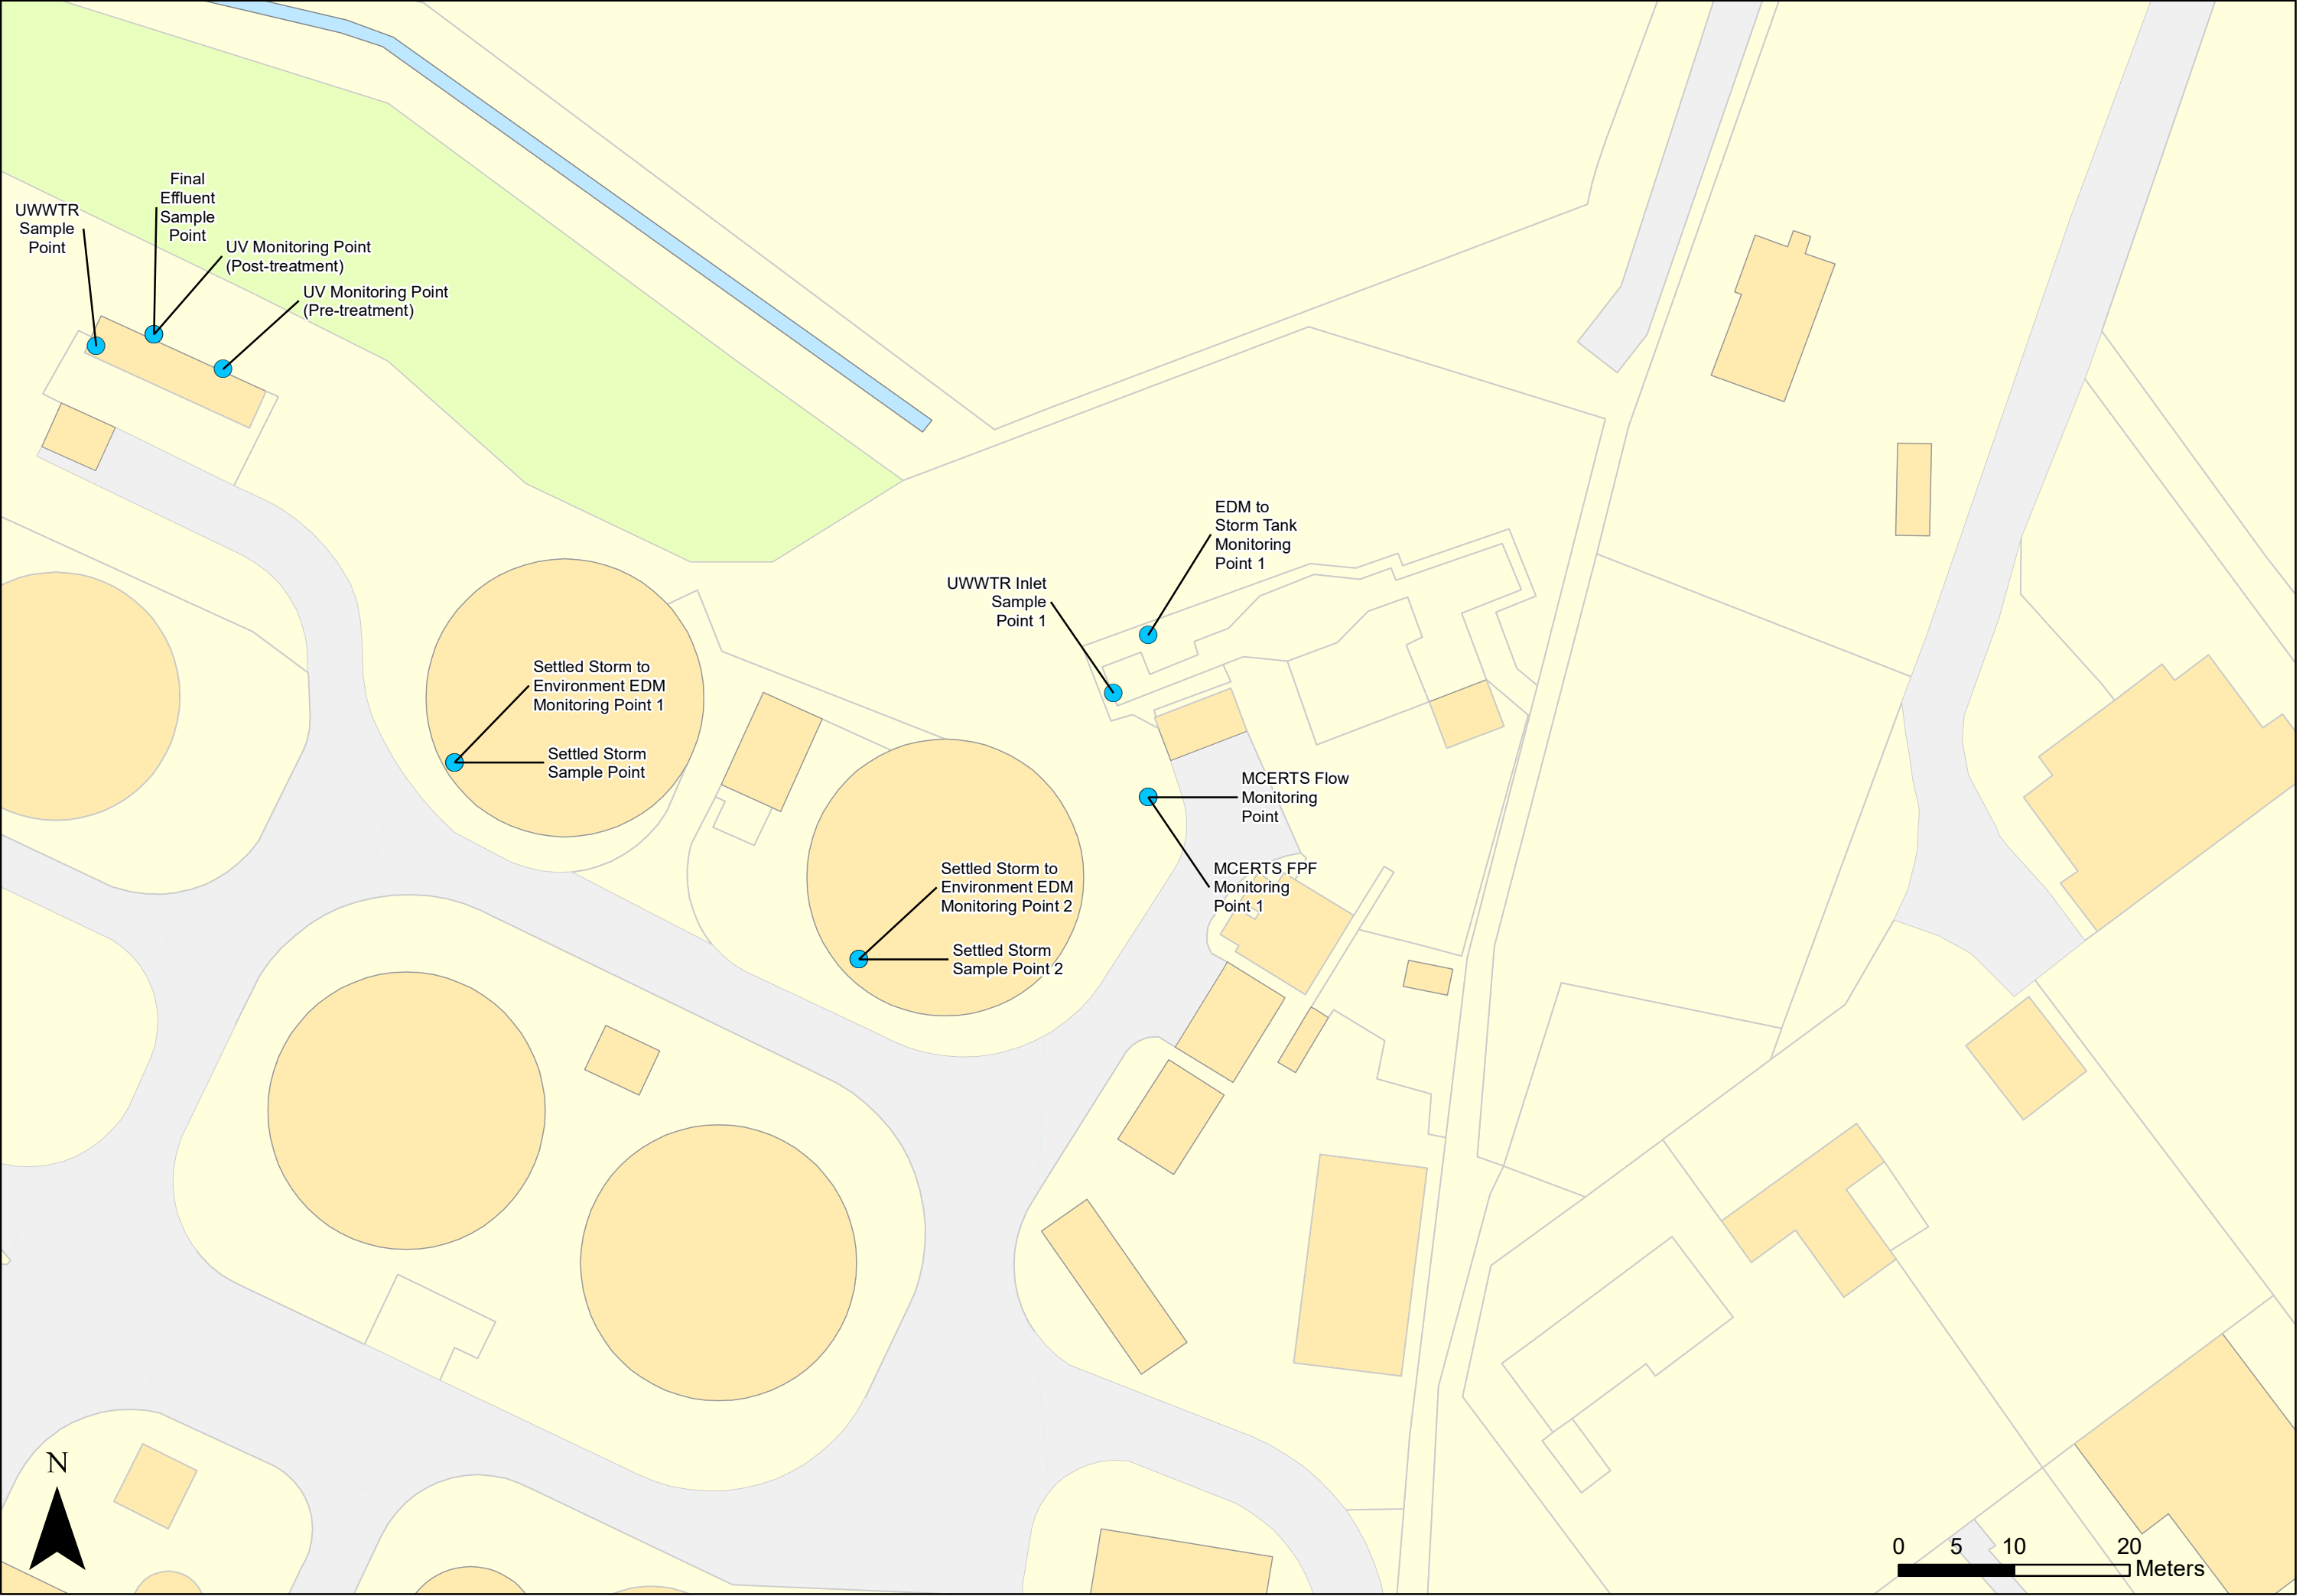 Final
Effluent
Sample
Point
UWWTR
Sample
Point
UV Monitoring Point
(Post-treatment)
UV Monitoring Point
(Pre-treatment)
EDM to
Storm Tank
Monitoring
Point 1
UWWTR Inlet
Sample
Point 1
Settled Storm to
Environment EDM
Monitoring Point 1
Settled Storm
Sample Point
MCERTS Flow
Monitoring
Point
MCERTS FPF
Monitoring
Point 1
Settled Storm to
Environment EDM
Monitoring Point 2
Settled Storm
Sample Point 2
N
0 5 10 20
Meters